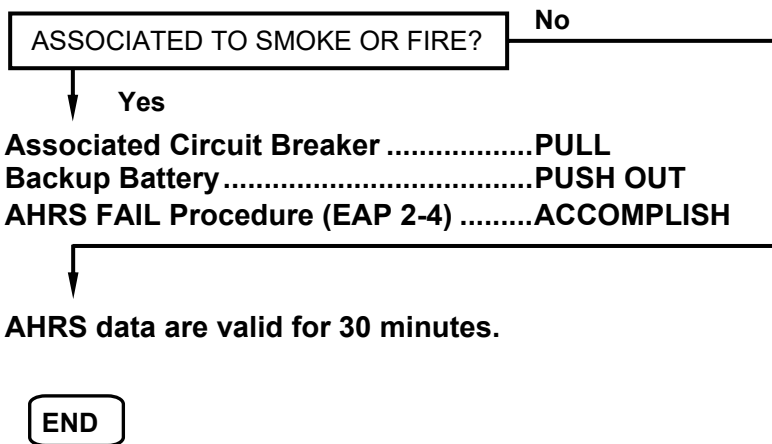 No
ASSOCIATED TO SMOKE OR FIRE?
Yes
Associated Circuit Breaker ..................PULL
Backup Battery.....................................PUSH OUT
AHRS FAIL Procedure (EAP 2-4) .........ACCOMPLISH
AHRS data are valid for 30 minutes.
END